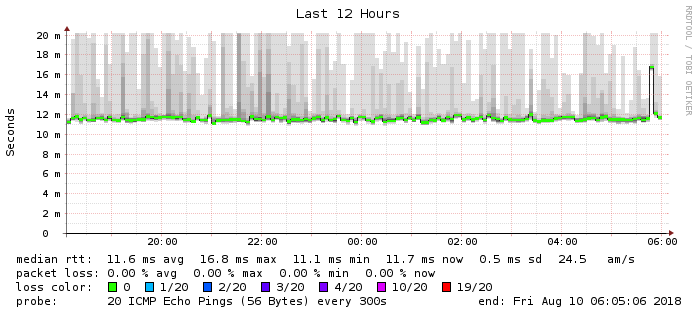 Last 12 Hours
RRDTOOL / TOBI OETIKER
Seconds
20 m
18 m
16 m
14 m
12 m
10 m
8 m
6 m
4 m
2 m
0
20:00 22:00 00:00 02:00 04:00 06:00
median rtt: 11.6 ms avg 16.8 ms max 11.1 ms min 11.7 ms now 0.5 ms sd 24.5 am/s
packet loss: 0.00 % avg 0.00 % max 0.00 % min 0.00 % now
loss color: 0 1/20 2/20 3/20 4/20 10/20 19/20
probe: 20 ICMP Echo Pings (56 Bytes) every 300s end: Fri Aug 10 06:05:06 2018